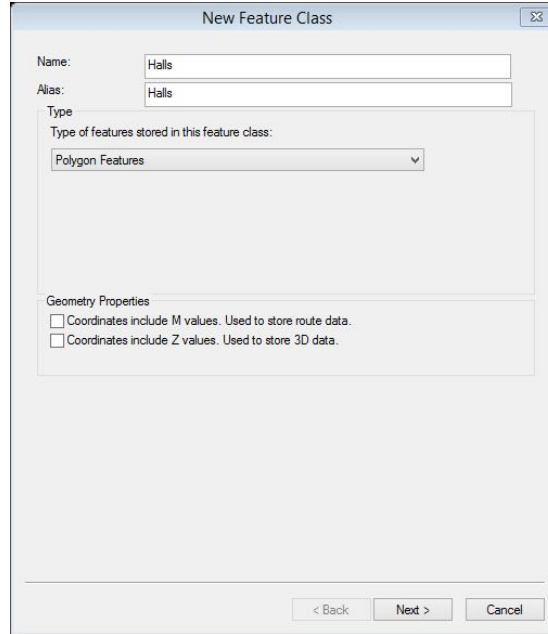 New Feature Class
Name: Halls
Alias: Halls
Type
Type of features stored in this feature class:
Polygon Features
Geometry Properties
Coordinates include M values. Used to store route data.
Coordinates include Z values. Used to store 3D data.
< Back Next > Cancel